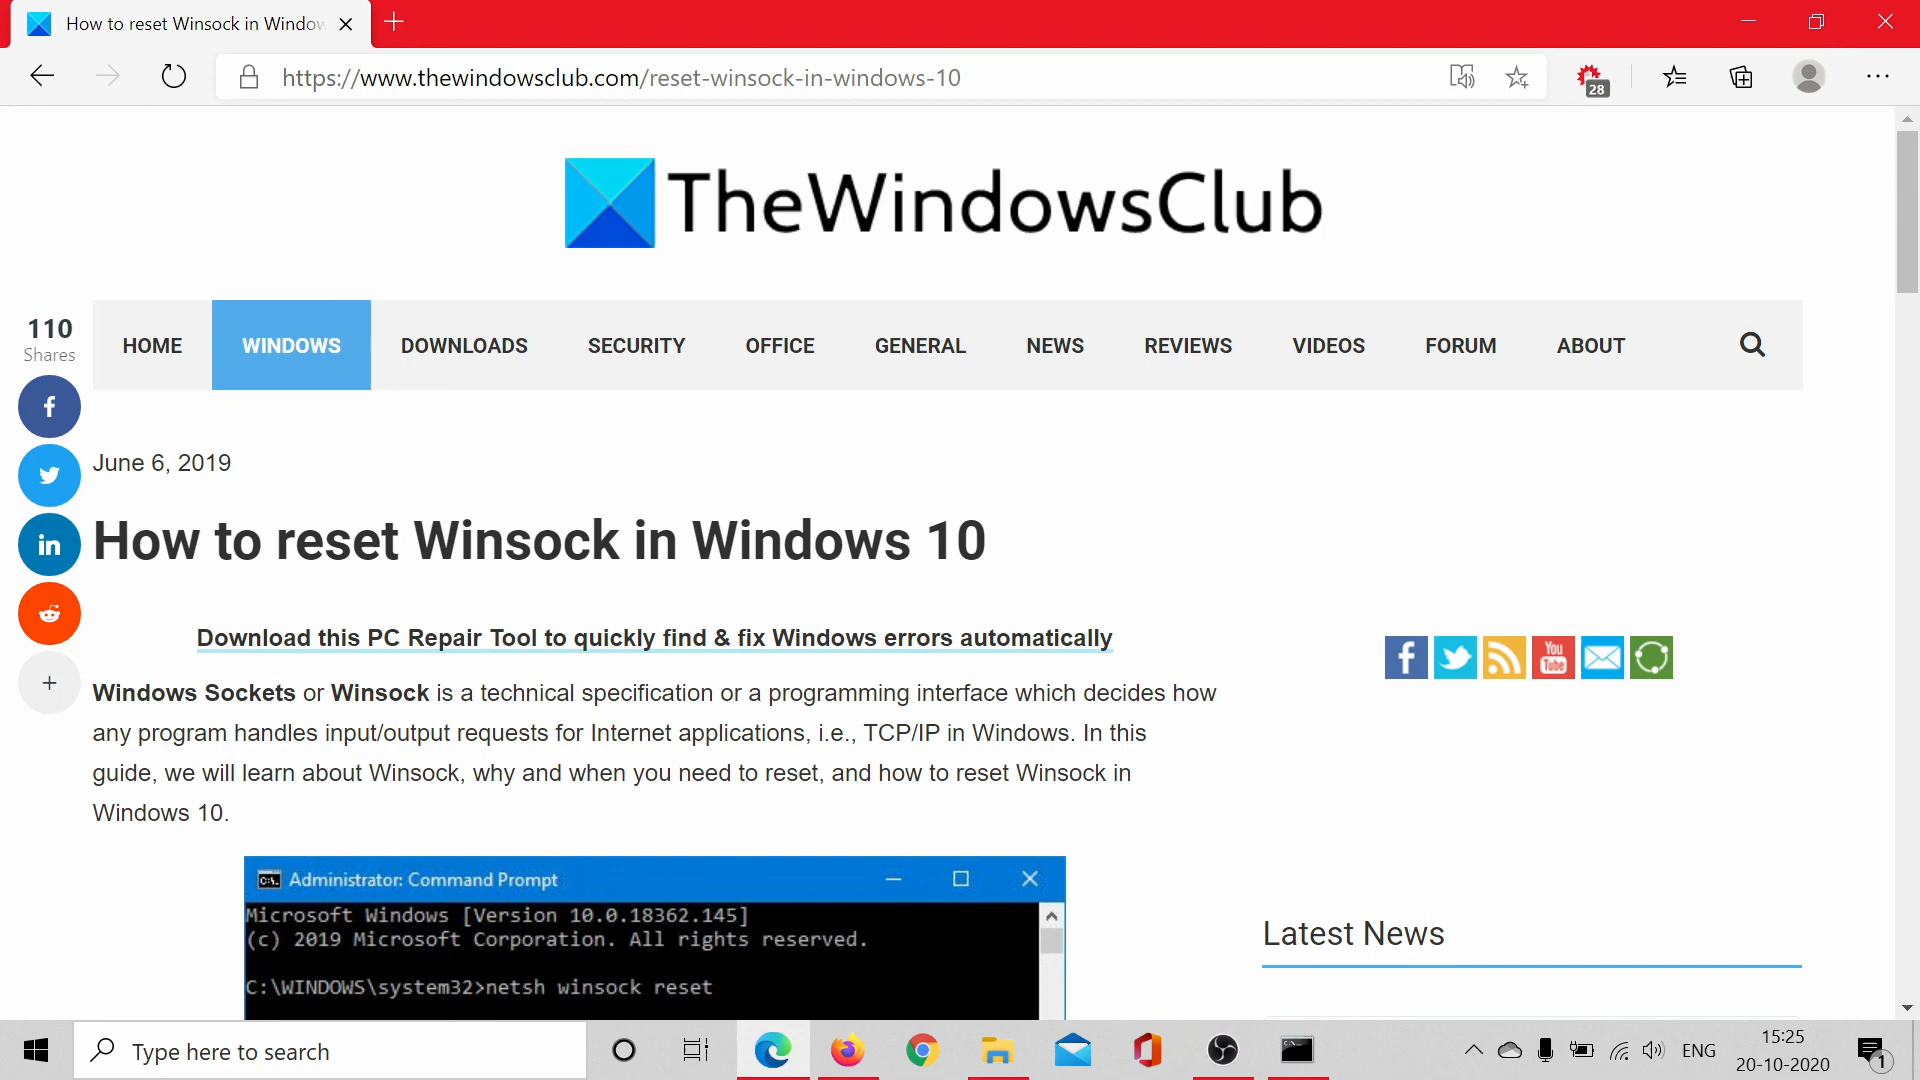 How to reset Winsock in Window
https://www.thewindowsclub.com/reset-winsock-in-windows-10
28
TheWindowsClub
110
Shares
HOME WINDOWS DOWNLOADS SECURITY OFFICE GENERAL NEWS REVIEWS VIDEOS FORUM ABOUT
f
in
+
June 6, 2019
How to reset Winsock in Windows 10
Download this PC Repair Tool to quickly find & fix Windows errors automatically
Windows Sockets or Winsock is a technical specification or a programming interface which decides how
any program handles input/output requests for Internet applications, i.e., TCP/IP in Windows. In this
guide, we will learn about Winsock, why and when you need to reset, and how to reset Winsock in
Windows 10.
f
You
Tube
C:\.
Administrator: Command Prompt
Microsoft Windows [Version 10.0.18362.145]
(c) 2019 Microsoft Corporation. All rights reserved.
C:\WINDOWS\system32>netsh winsock reset
Latest News
Type here to search
ENG
15:25
20-10-2020
1